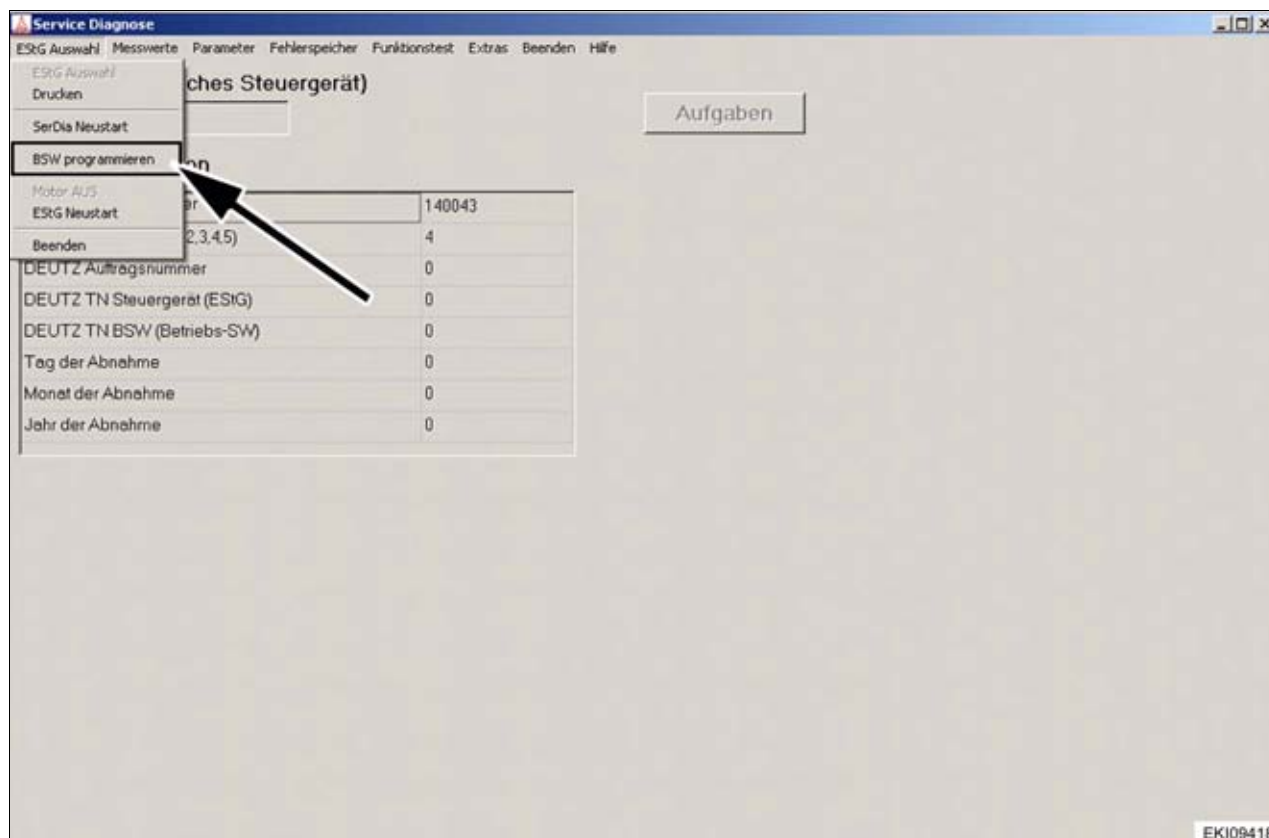 Service Diagnose
EStG Auswahl Messwerte Parameter Fehlerspeicher Funktionstest Extras Beenden Hilfe
EStG Auswahl
Drucken
SerDia Neustart
BSW programmieren
Motor AUS
EStG Neustart
Beenden
ches Steuergerät)
Aufgaben
on
er 140043
2,3,4,5) 4
DEUTZ Auftragsnummer 0
DEUTZ TN Steuergerät (EStG) 0
DEUTZ TN BSW (Betriebs-SW) 0
Tag der Abnahme 0
Monat der Abnahme 0
Jahr der Abnahme 0
EKI09418